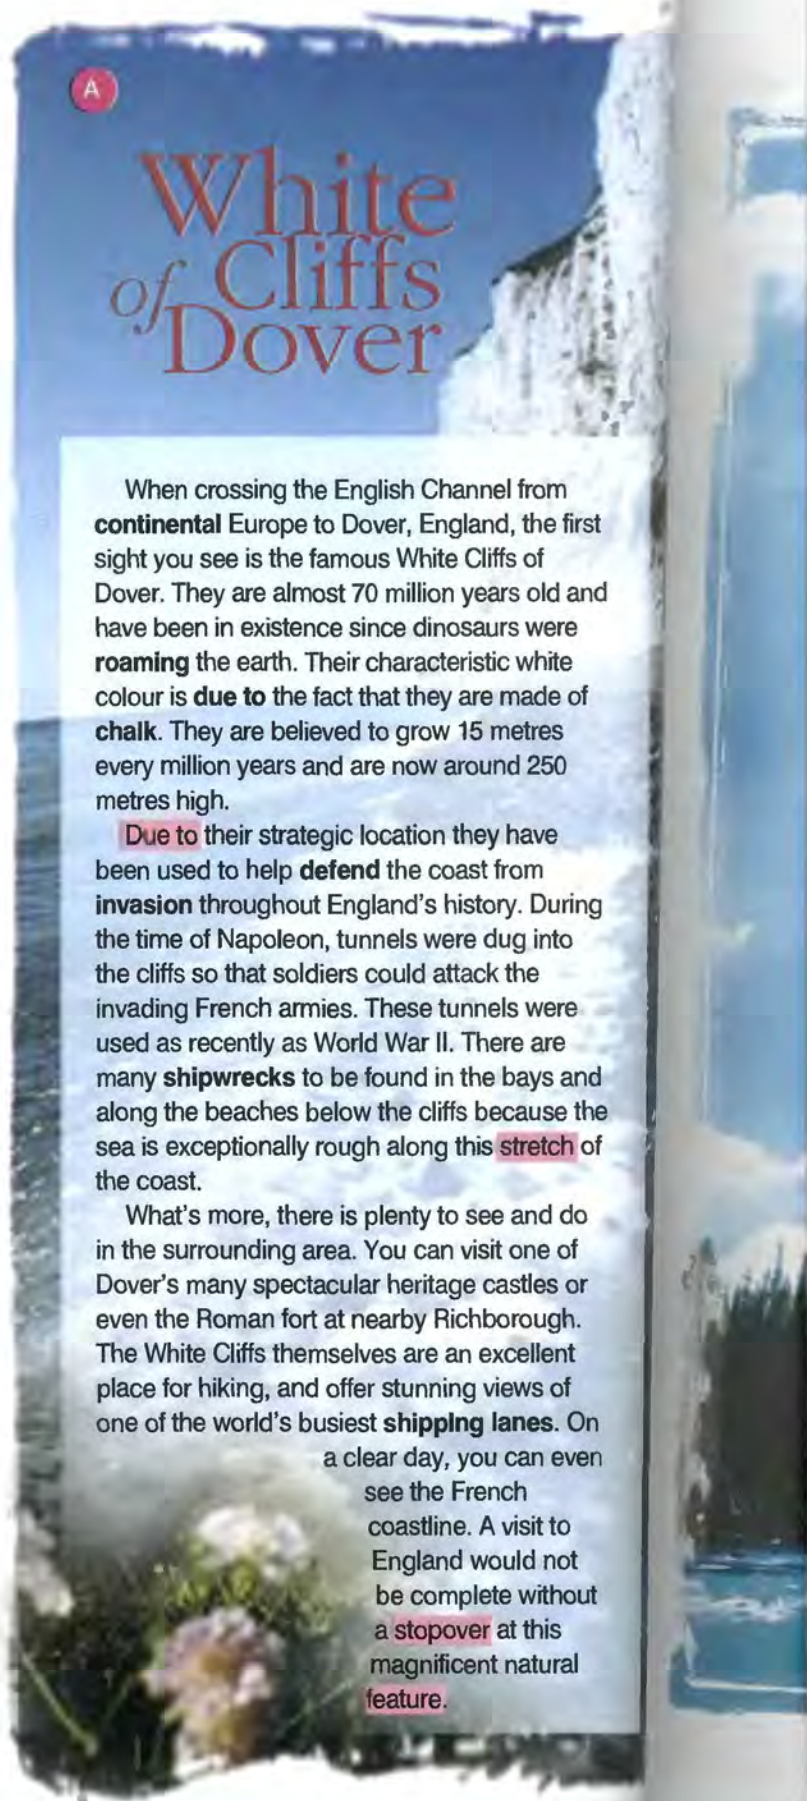 A
White
of Cliffs
Dover
When crossing the English Channel from
continental Europe to Dover, England, the first
sight you see is the famous White Cliffs of
Dover. They are almost 70 million years old and
have been in existence since dinosaurs were
roaming the earth. Their characteristic white
colour is due to the fact that they are made of
chalk. They are believed to grow 15 metres
every million years and are now around 250
metres high.
Due to their strategic location they have
been used to help defend the coast from
invasion throughout England's history. During
the time of Napoleon, tunnels were dug into
the cliffs so that soldiers could attack the
invading French armies. These tunnels were
used as recently as World War II. There are
many shipwrecks to be found in the bays and
along the beaches below the cliffs because the
sea is exceptionally rough along this stretch of
the coast.
What's more, there is plenty to see and do
in the surrounding area. You can visit one of
Dover's many spectacular heritage castles or
even the Roman fort at nearby Richborough.
The White Cliffs themselves are an excellent
place for hiking, and offer stunning views of
one of the world's busiest shipping lanes. On
a clear day, you can even
see the French
coastline. A visit to
England would not
be complete without
a stopover at this
magnificent natural
feature.